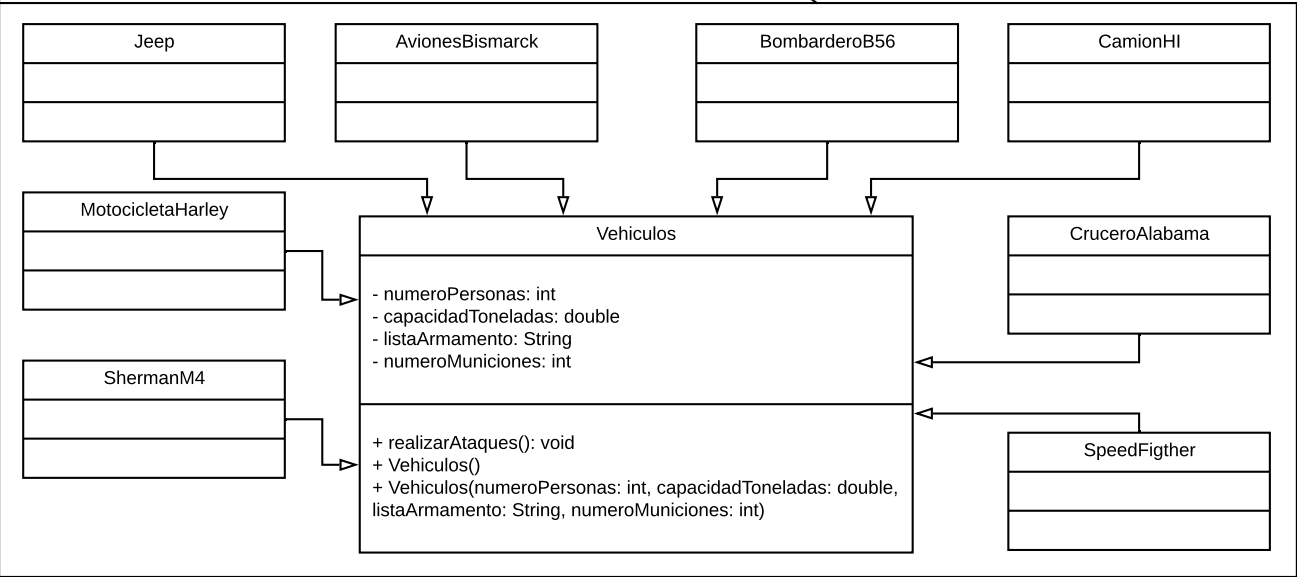 Jeep
AvionesBismarck
BombarderoB56
CamionHI
MotocicletaHarley
Vehiculos
CruceroAlabama
- numeroPersonas: int
- capacidadToneladas: double
- listaArmamento: String
- numeroMuniciones: int
ShermanM4
+ realizarAtaques(): void
+ Vehiculos()
+ Vehiculos(numeroPersonas: int, capacidadToneladas: double,
listaArmamento: String, numeroMuniciones: int)
SpeedFigther